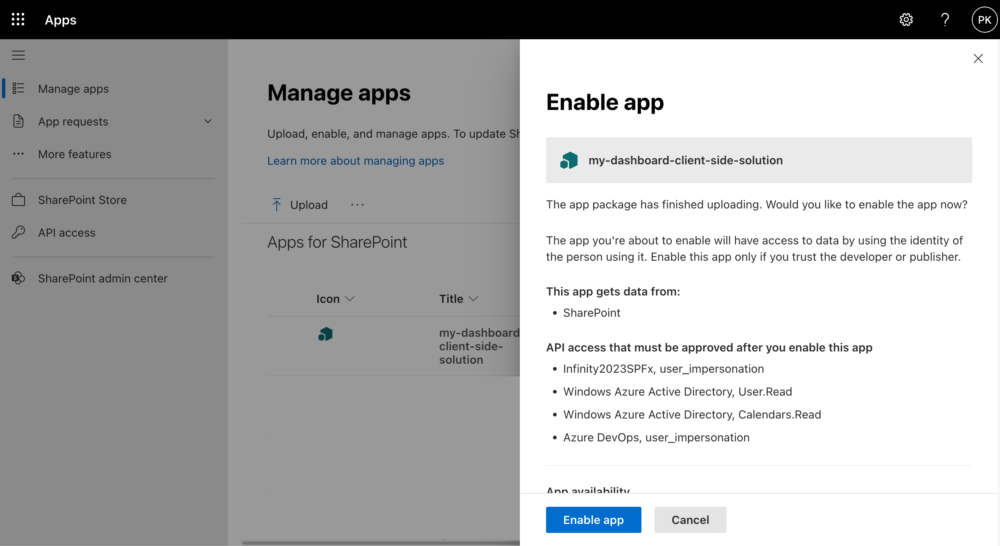 Apps
PK
Manage apps
App requests
More features
SharePoint Store
API access
SharePoint admin center
Manage apps
Upload, enable, and manage apps. To update
Learn more about managing apps
Upload
Apps for SharePoint
Icon
Title
my-dashboard
client-side-
solution
Enable app
my-dashboard-client-side-solution
The app package has finished uploading. Would you like to enable the app now?
The app you're about to enable will have access to data by using the identity of
the person using it. Enable this app only if you trust the developer or publisher.
This app gets data from:
• SharePoint
API access that must be approved after you enable this app
• Infinity2023SPFx, user_impersonation
• Windows Azure Active Directory, User.Read
• Windows Azure Active Directory, Calendars.Read
• Azure DevOps, user_impersonation
App availability
Enable app
Cancel